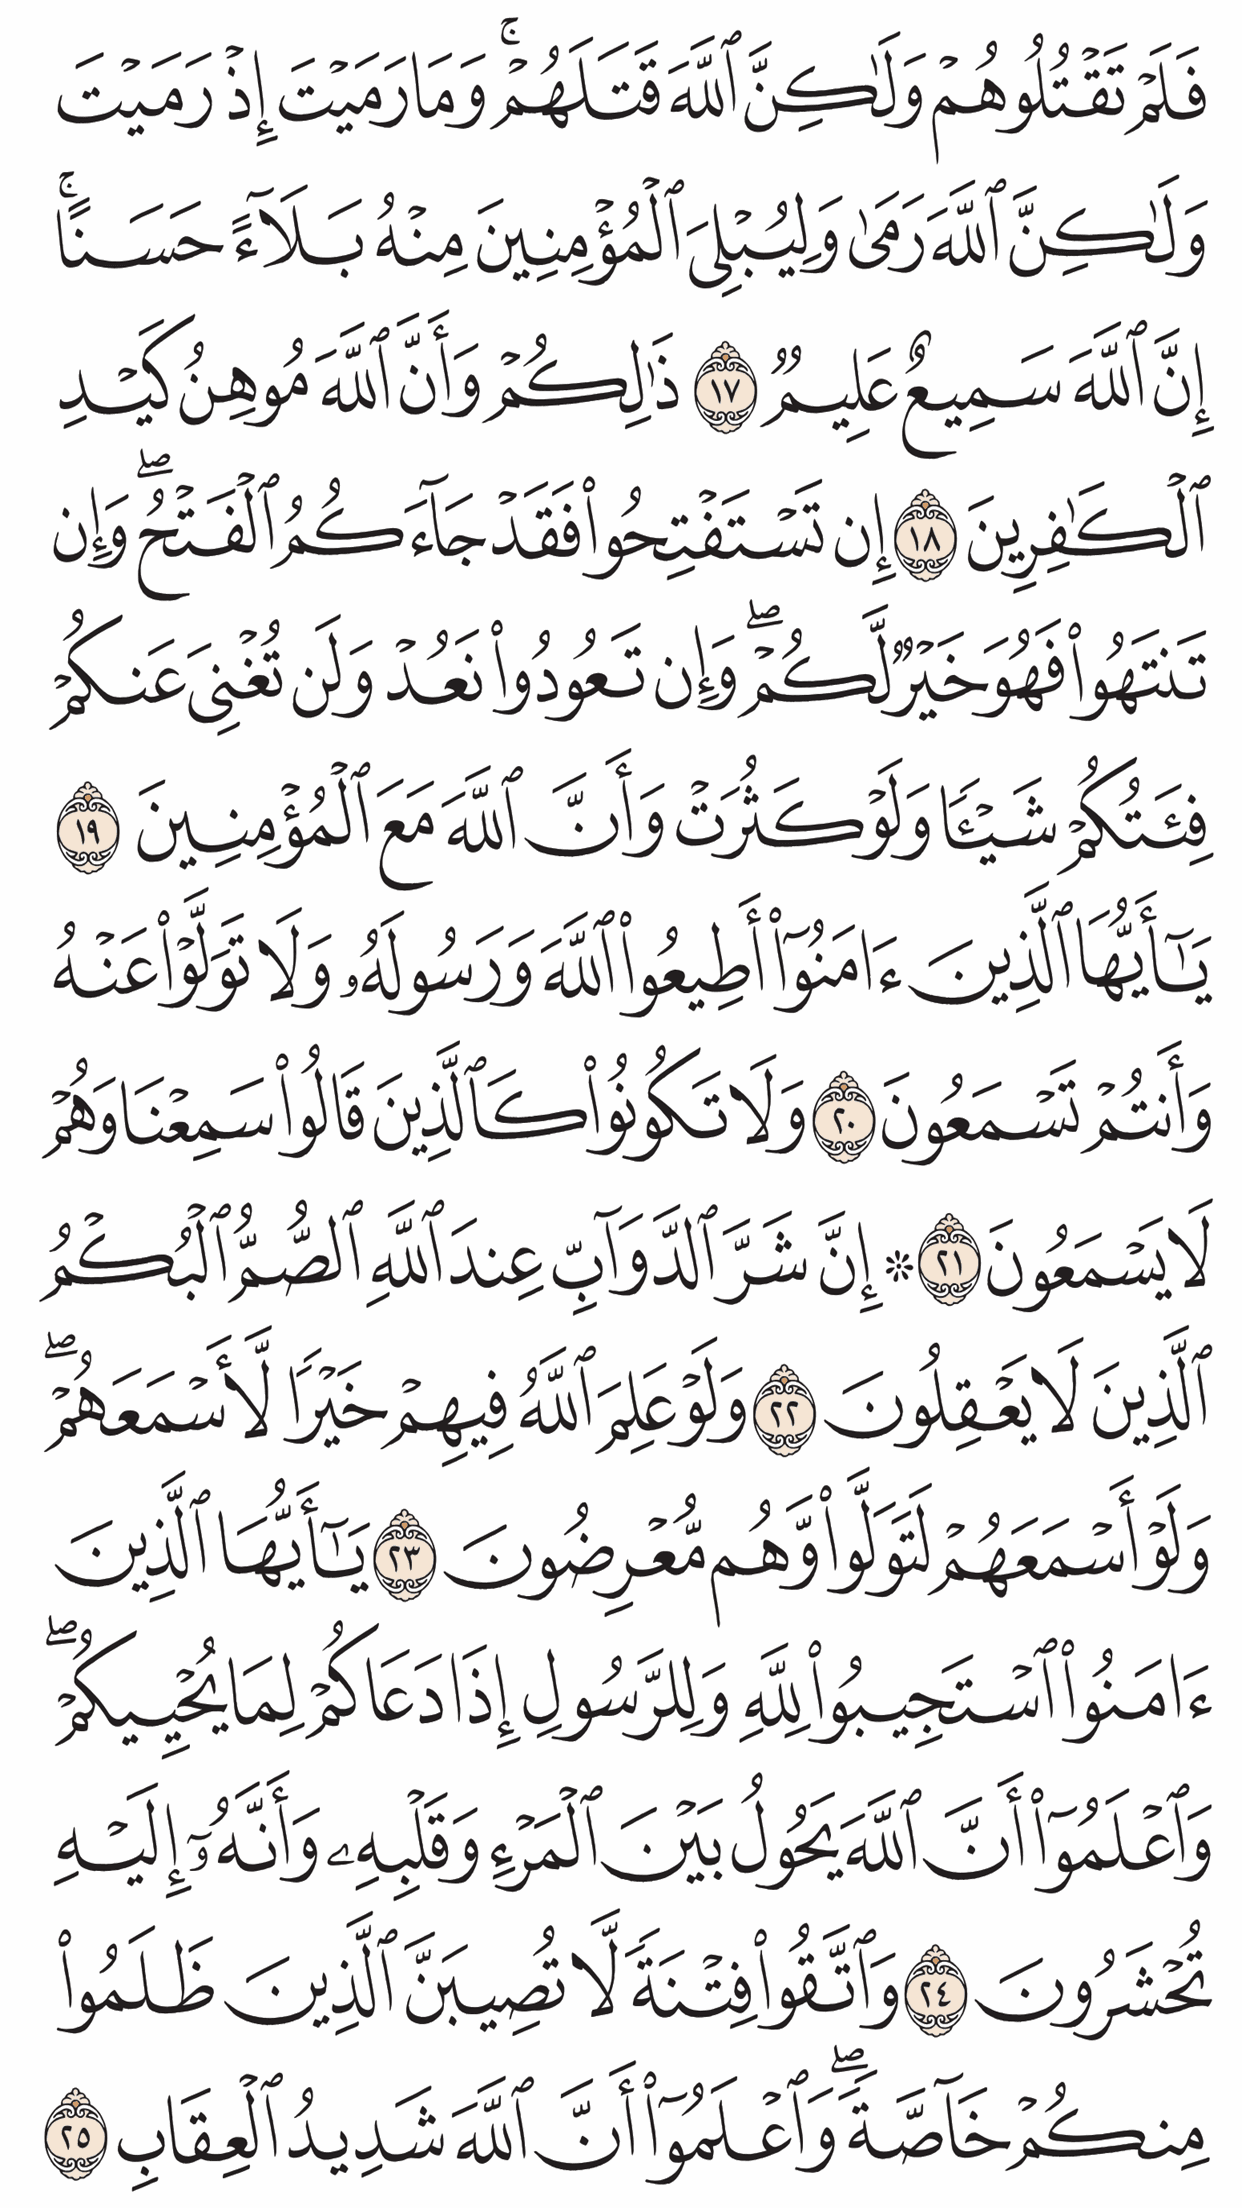 فَلَمۡ تَقۡتُلُوهُمۡ وَلَٰكِنَّ ٱللَّهَ قَتَلَهُمۡۚ وَمَا رَمَيۡتَ إِذۡ رَمَيۡتَ
وَلَٰكِنَّ ٱللَّهَ رَمَىٰ وَلِيُبۡلِيَ ٱلۡمُؤۡمِنِينَ مِنۡهُ بَلَآءً حَسَنًاۚ
إِنَّ ٱللَّهَ سَمِيعٌ عَلِيمٞ ١٧ ذَٰلِكُمۡ وَأَنَّ ٱللَّهَ مُوهِنُ كَيۡدِ
ٱلۡكَٰفِرِينَ ١٨ إِن تَسۡتَفۡتِحُواْ فَقَدۡ جَآءَكُمُ ٱلۡفَتۡحُۖ وَإِن
تَنتَهُواْ فَهُوَ خَيۡرٞ لَّكُمۡۖ وَإِن تَعُودُواْ نَعُدۡ وَلَن تُغۡنِيَ عَنكُمۡ
فِئَتُكُمۡ شَيۡـٔٗا وَلَوۡ كَثُرَتۡ وَأَنَّ ٱللَّهَ مَعَ ٱلۡمُؤۡمِنِينَ ١٩
يَٰٓأَيُّهَا ٱلَّذِينَ ءَامَنُوٓاْ أَطِيعُواْ ٱللَّهَ وَرَسُولَهُۥ وَلَا تَوَلَّوۡاْ عَنۡهُ
وَأَنتُمۡ تَسۡمَعُونَ ٢٠ وَلَا تَكُونُواْ كَٱلَّذِينَ قَالُواْ سَمِعۡنَا وَهُمۡ
لَا يَسۡمَعُونَ ٢١ ۞ إِنَّ شَرَّ ٱلدَّوَآبِّ عِندَ ٱللَّهِ ٱلصُّمُّ ٱلۡبُكۡمُ
ٱلَّذِينَ لَا يَعۡقِلُونَ ٢٢ وَلَوۡ عَلِمَ ٱللَّهُ فِيهِمۡ خَيۡرٗا لَّأَسۡمَعَهُمۡۖ
وَلَوۡ أَسۡمَعَهُمۡ لَتَوَلَّواْ وَّهُم مُّعۡرِضُونَ ٢٣ يَٰٓأَيُّهَا ٱلَّذِينَ
ءَامَنُواْ ٱسۡتَجِيبُواْ لِلَّهِ وَلِلرَّسُولِ إِذَا دَعَاكُمۡ لِمَا يُحۡيِيكُمۡۖ
وَٱعۡلَمُوٓاْ أَنَّ ٱللَّهَ يَحُولُ بَيۡنَ ٱلۡمَرۡءِ وَقَلۡبِهِۦ وَأَنَّهُۥٓ إِلَيۡهِ
تُحۡشَرُونَ ٢٤ وَٱتَّقُواْ فِتۡنَةٗ لَّا تُصِيبَنَّ ٱلَّذِينَ ظَلَمُواْ
مِنكُمۡ خَآصَّةٗۖ وَٱعۡلَمُوٓاْ أَنَّ ٱللَّهَ شَدِيدُ ٱلۡعِقَابِ ٢٥